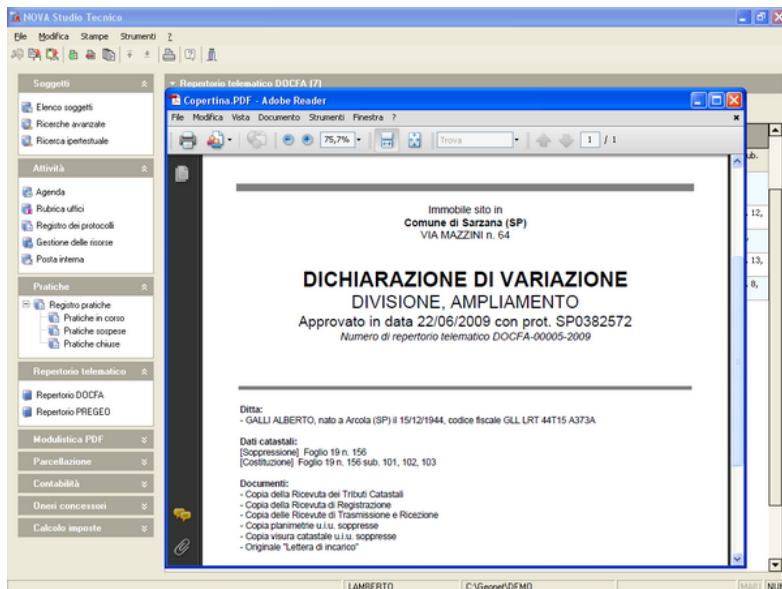 NOVA Studio Tecnico
File Modifica Stampe Strumenti ?
Soggetti
Elenco soggetti
Ricerche avanzate
Ricerca ipertestuale
Attività
Agenda
Rubrica uffici
Registro dei protocolli
Gestione delle risorse
Posta interna
Pratiche
Registro pratiche
Pratiche in corso
Pratiche sospese
Pratiche chiuse
Repertorio telematico
Repertorio DOCFA
Repertorio PREGEO
Modulistica PDF
Parcellazione
Contabilità
Oneri concessori
Calcolo imposte
Repertorio telematico DOCFA (7)
Copertina.PDF - Adobe Reader
File Modifica Vista Documento Strumenti Finestra ?
75,7% Trova 1 / 1
Immobile sito in
Comune di Sarzana (SP)
VIA MAZZINI n. 64
DICHIARAZIONE DI VARIAZIONE
DIVISIONE, AMPLIAMENTO
Approvato in data 22/06/2009 con prot. SP0382572
Numero di repertorio telematico DOCFA-00005-2009
Ditta:
- GALLI ALBERTO, nato a Arcola (SP) il 15/12/1944, codice fiscale GLL LRT 44T15 A373A
Dati catastali:
[Soppressione] Foglio 19 n. 156
[Costituzione] Foglio 19 n. 156 sub. 101, 102, 103
Documenti:
- Copia della Ricevuta dei Tributi Catastali
- Copia della Ricevuta di Registrazione
- Copia delle Ricevute di Trasmissione e Ricezione
- Copia planimetrie u.i.u. soppresse
- Copia visura catastale u.i.u. soppresse
- Originale "Lettera di incarico"
ub.
12,
13,
8,
LAMBERTO C:\Geonet\DEMO MAIU NUM